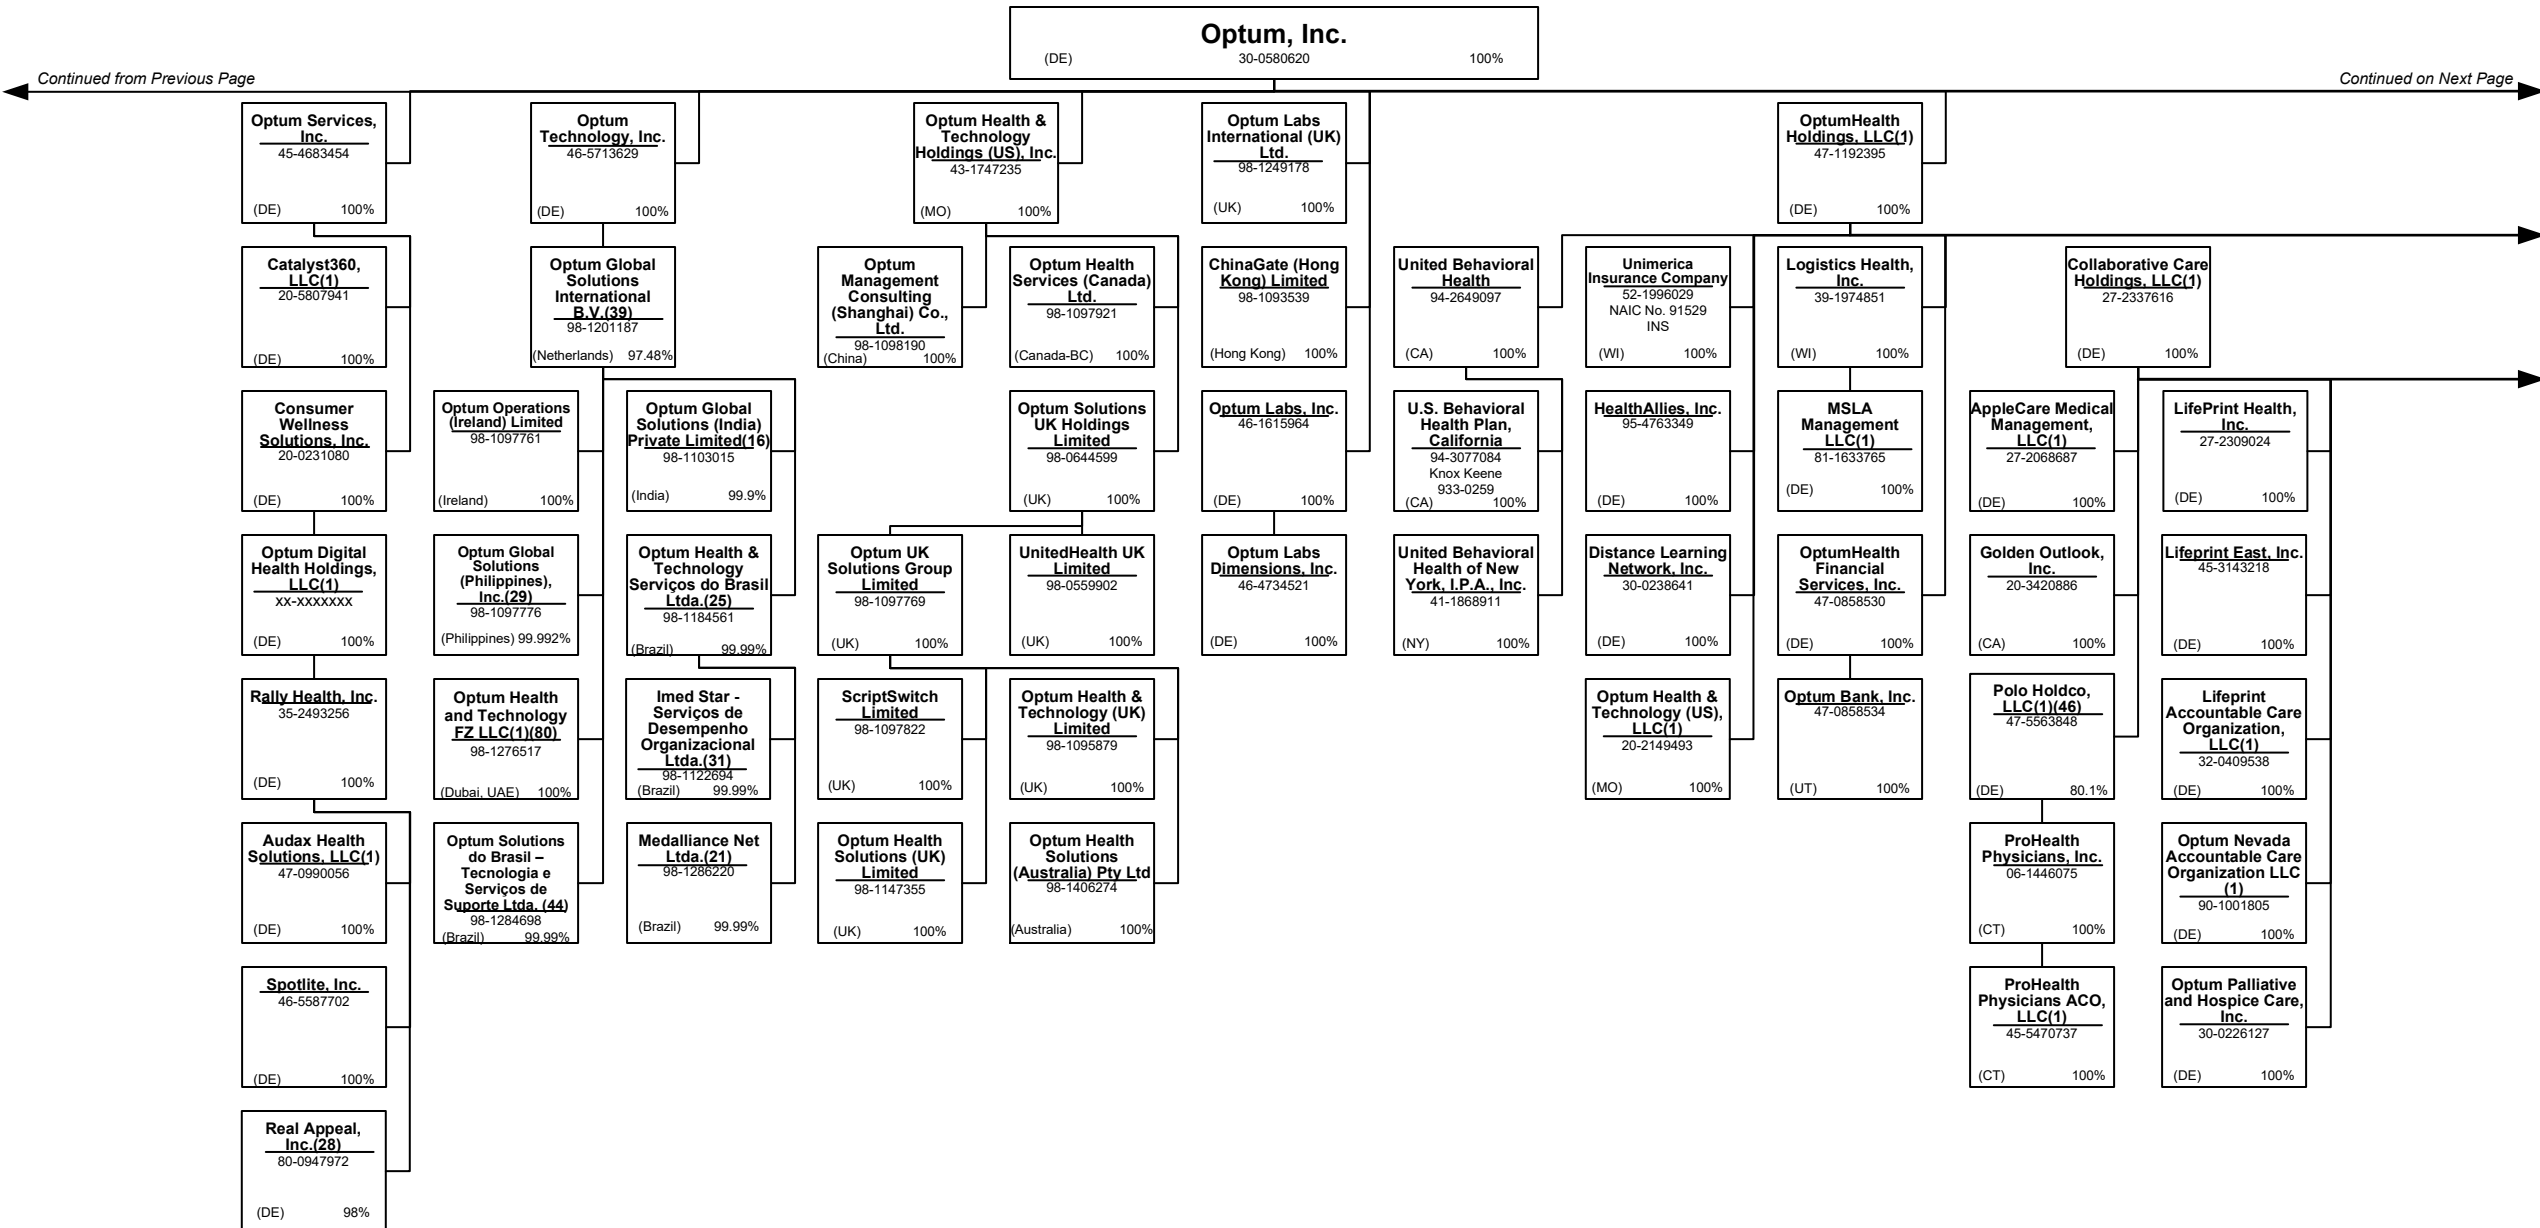 Optum, Inc.
(DE) 30-0580620 100%
Continued from Previous Page
Continued on Next Page
Optum Services,
Inc.
45-4683454
(DE) 100%
Optum
Technology, Inc.
46-5713629
(DE) 100%
Optum Health &
Technology
Holdings (US), Inc.
43-1747235
(MO) 100%
Optum Labs
International (UK)
Ltd.
98-1249178
(UK) 100%
OptumHealth
Holdings, LLC(1)
47-1192395
(DE) 100%
Catalyst360,
LLC(1)
20-5807941
(DE) 100%
Optum Global
Solutions
International
B.V.(39)
98-1201187
(Netherlands) 97.48%
Optum
Management
Consulting
(Shanghai) Co.,
Ltd.
98-1098190
(China) 100%
Optum Health
Services (Canada)
Ltd.
98-1097921
(Canada-BC) 100%
ChinaGate (Hong
Kong) Limited
98-1093539
(Hong Kong) 100%
United Behavioral
Health
94-2649097
(CA) 100%
Unimerica
Insurance Company
52-1996029
NAIC No. 91529
INS
(WI) 100%
Logistics Health,
Inc.
39-1974851
(WI) 100%
Collaborative Care
Holdings, LLC(1)
27-2337616
(DE) 100%
Consumer
Wellness
Solutions, Inc.
20-0231080
(DE) 100%
Optum Operations
(Ireland) Limited
98-1097761
(Ireland) 100%
Optum Global
Solutions (India)
Private Limited(16)
98-1103015
(India) 99.9%
Optum Solutions
UK Holdings
Limited
98-0644599
(UK) 100%
Optum Labs, Inc.
46-1615964
(DE) 100%
U.S. Behavioral
Health Plan,
California
94-3077084
Knox Keene
933-0259
(CA) 100%
HealthAllies, Inc.
95-4763349
(DE) 100%
MSLA
Management
LLC(1)
81-1633765
(DE) 100%
AppleCare Medical
Management,
LLC(1)
27-2068687
(DE) 100%
LifePrint Health,
Inc.
27-2309024
(DE) 100%
Optum Digital
Health Holdings,
LLC(1)
xx-xxxxxxx
(DE) 100%
Optum Global
Solutions
(Philippines),
Inc.(29)
98-1097776
(Philippines) 99.992%
Optum Health &
Technology
Serviços do Brasil
Ltda.(25)
98-1184561
(Brazil) 99.99%
Optum UK
Solutions Group
Limited
98-1097769
(UK) 100%
UnitedHealth UK
Limited
98-0559902
(UK) 100%
Optum Labs
Dimensions, Inc.
46-4734521
(DE) 100%
United Behavioral
Health of New
York, I.P.A., Inc.
41-1868911
(NY) 100%
Distance Learning
Network, Inc.
30-0238641
(DE) 100%
OptumHealth
Financial
Services, Inc.
47-0858530
(DE) 100%
Golden Outlook,
Inc.
20-3420886
(CA) 100%
Lifeprint East, Inc.
45-3143218
(DE) 100%
Rally Health, Inc.
35-2493256
(DE) 100%
Optum Health
and Technology
FZ LLC(1)(80)
98-1276517
(Dubai, UAE) 100%
Imed Star -
Serviços de
Desempenho
Organizacional
Ltda.(31)
98-1122694
(Brazil) 99.99%
ScriptSwitch
Limited
98-1097822
(UK) 100%
Optum Health &
Technology (UK)
Limited
98-1095879
(UK) 100%
Optum Health &
Technology (US),
LLC(1)
20-2149493
(MO) 100%
Optum Bank, Inc.
47-0858534
(UT) 100%
Polo Holdco,
LLC(1)(46)
47-5563848
(DE) 80.1%
Lifeprint
Accountable Care
Organization,
LLC(1)
32-0409538
(DE) 100%
Audax Health
Solutions, LLC(1)
47-0990056
(DE) 100%
Optum Solutions
do Brasil –
Tecnologia e
Serviços de
Suporte Ltda. (44)
98-1284698
(Brazil) 99.99%
Medalliance Net
Ltda.(21)
98-1286220
(Brazil) 99.99%
Optum Health
Solutions (UK)
Limited
98-1147355
(UK) 100%
Optum Health
Solutions
(Australia) Pty Ltd
98-1406274
(Australia) 100%
ProHealth
Physicians, Inc.
06-1446075
(CT) 100%
Optum Nevada
Accountable Care
Organization LLC
(1)
90-1001805
(DE) 100%
Spotlite, Inc.
46-5587702
(DE) 100%
ProHealth
Physicians ACO,
LLC(1)
45-5470737
(CT) 100%
Optum Palliative
and Hospice Care,
Inc.
30-0226127
(DE) 100%
Real Appeal,
Inc.(28)
80-0947972
(DE) 98%